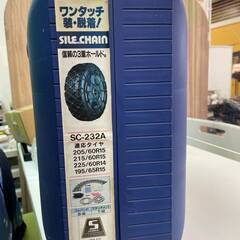 ワンタッチ
装・脱着!
SILE.CHAIN
信頼の3重ホールド。
SC-232A
適応タイヤ
205/60R15
215/60R15
225/60R14
195/65R15
S